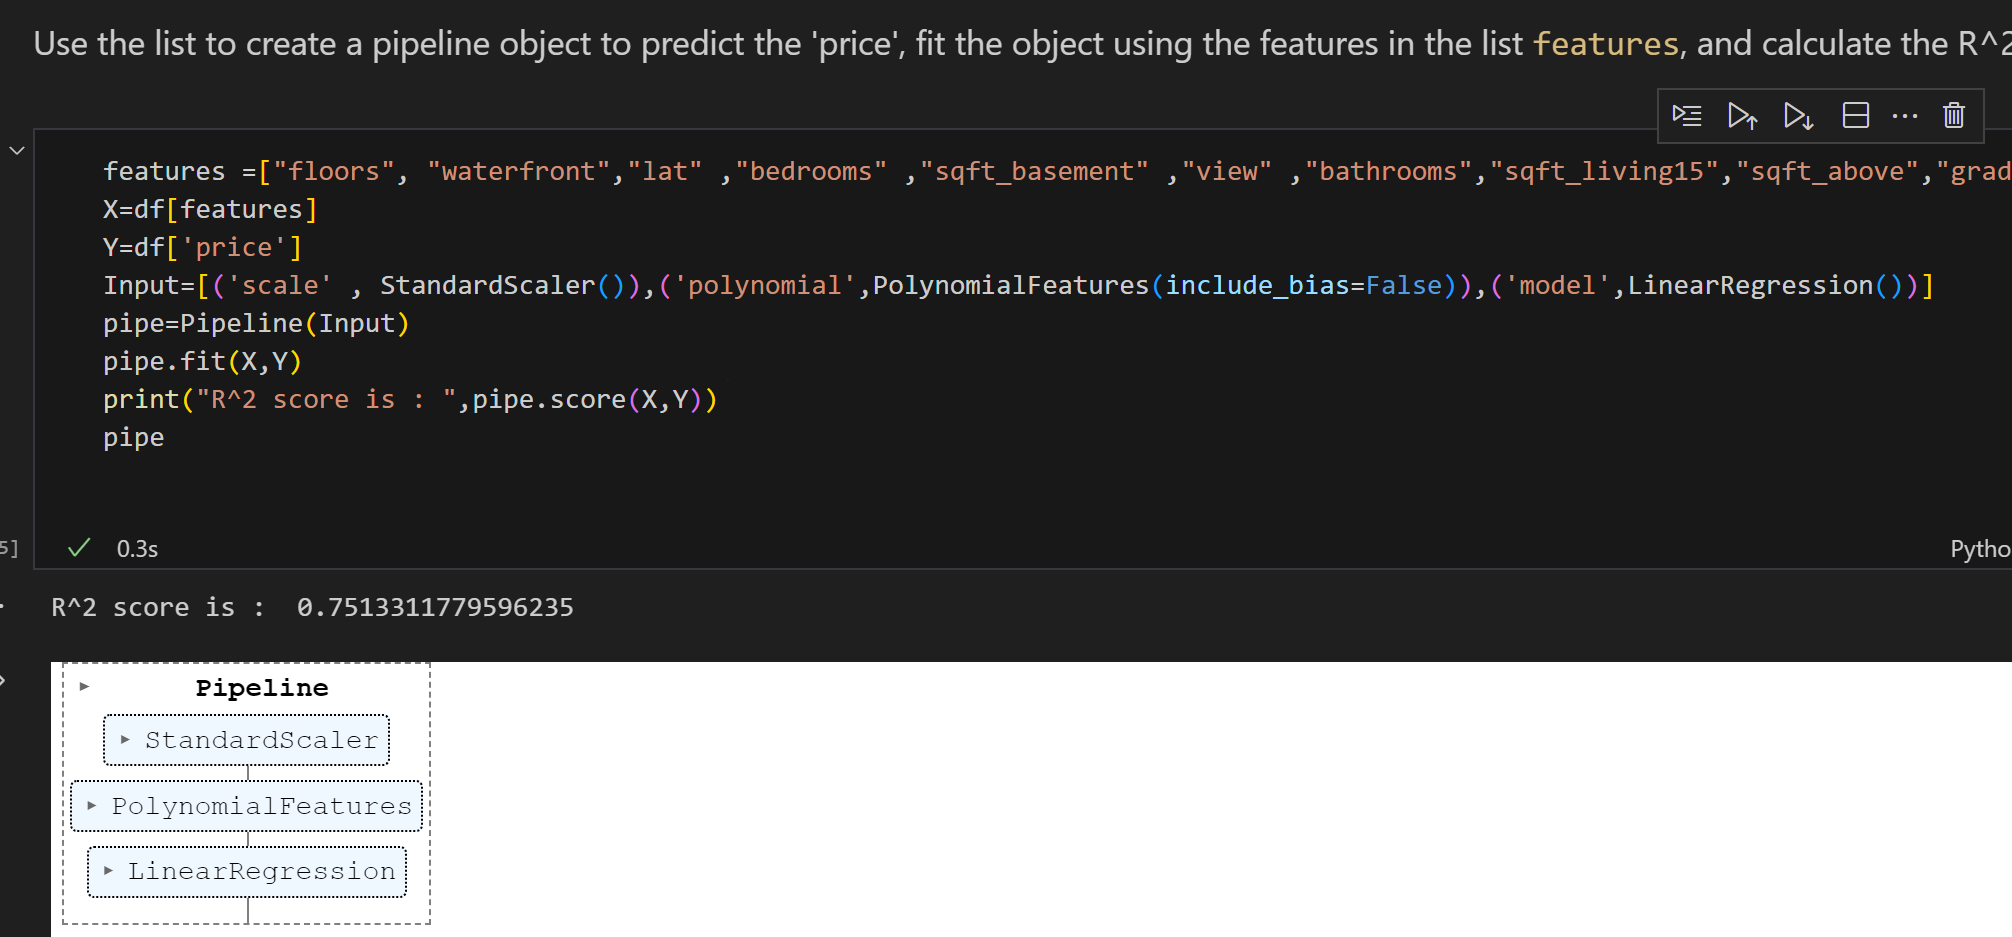 Use the list to create a pipeline object to predict the 'price', fit the object using the features in the list features, and calculate the R^2
features =["floors", "waterfront","lat" ,"bedrooms" ,"sqft_basement" ,"view" ,"bathrooms","sqft_living15","sqft_above","grad
X=df[features]
Y=df['price']
Input=[('scale' , StandardScaler()),('polynomial',PolynomialFeatures(include_bias=False)),('model',LinearRegression())]
pipe=Pipeline(Input)
pipe.fit(X,Y)
print("R^2 score is : ",pipe.score(X,Y))
pipe
5] 0.3s Pytho
R^2 score is :  0.7513311779596235
Pipeline
StandardScaler
PolynomialFeatures
LinearRegression